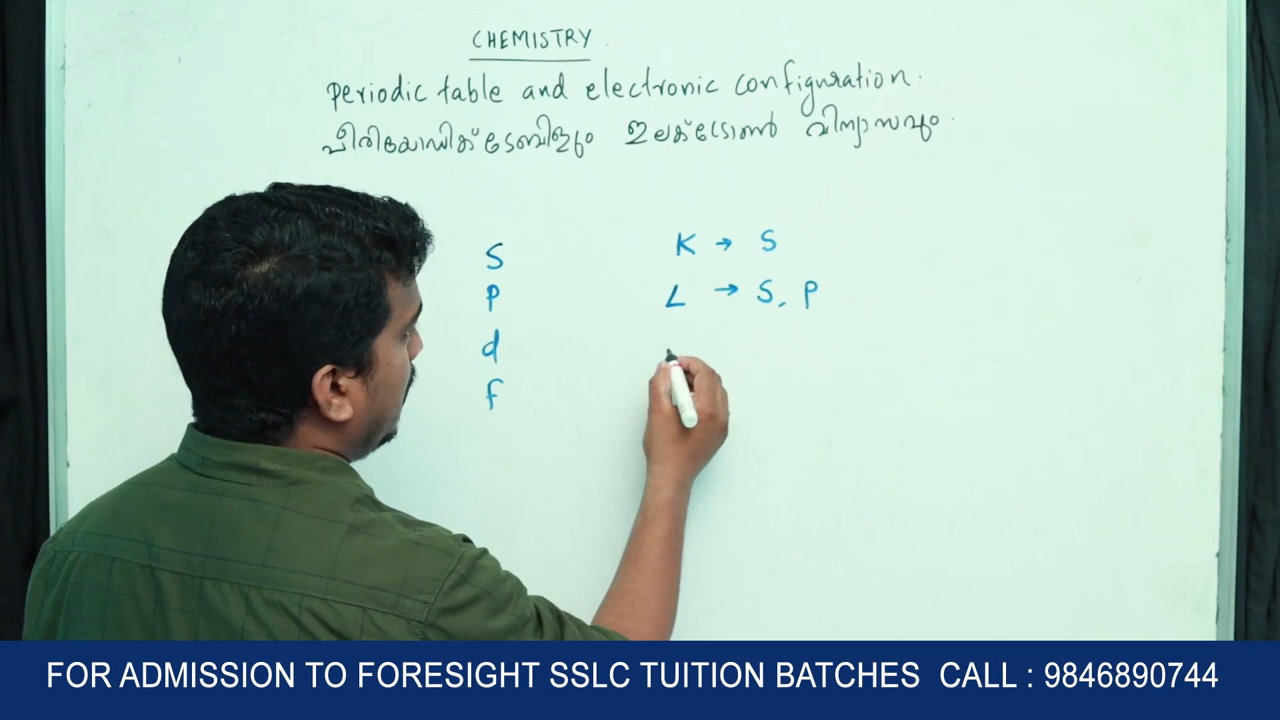 CHEMISTRY.
Periodic table and electronic configuration.
പീരിയോഡിക് ടേബിളും ഇലക്ട്രോൺ വിന്യാസവും.
S
P
d
f
K → S
L → S, P
FOR ADMISSION TO FORESIGHT SSLC TUITION BATCHES CALL : 9846890744